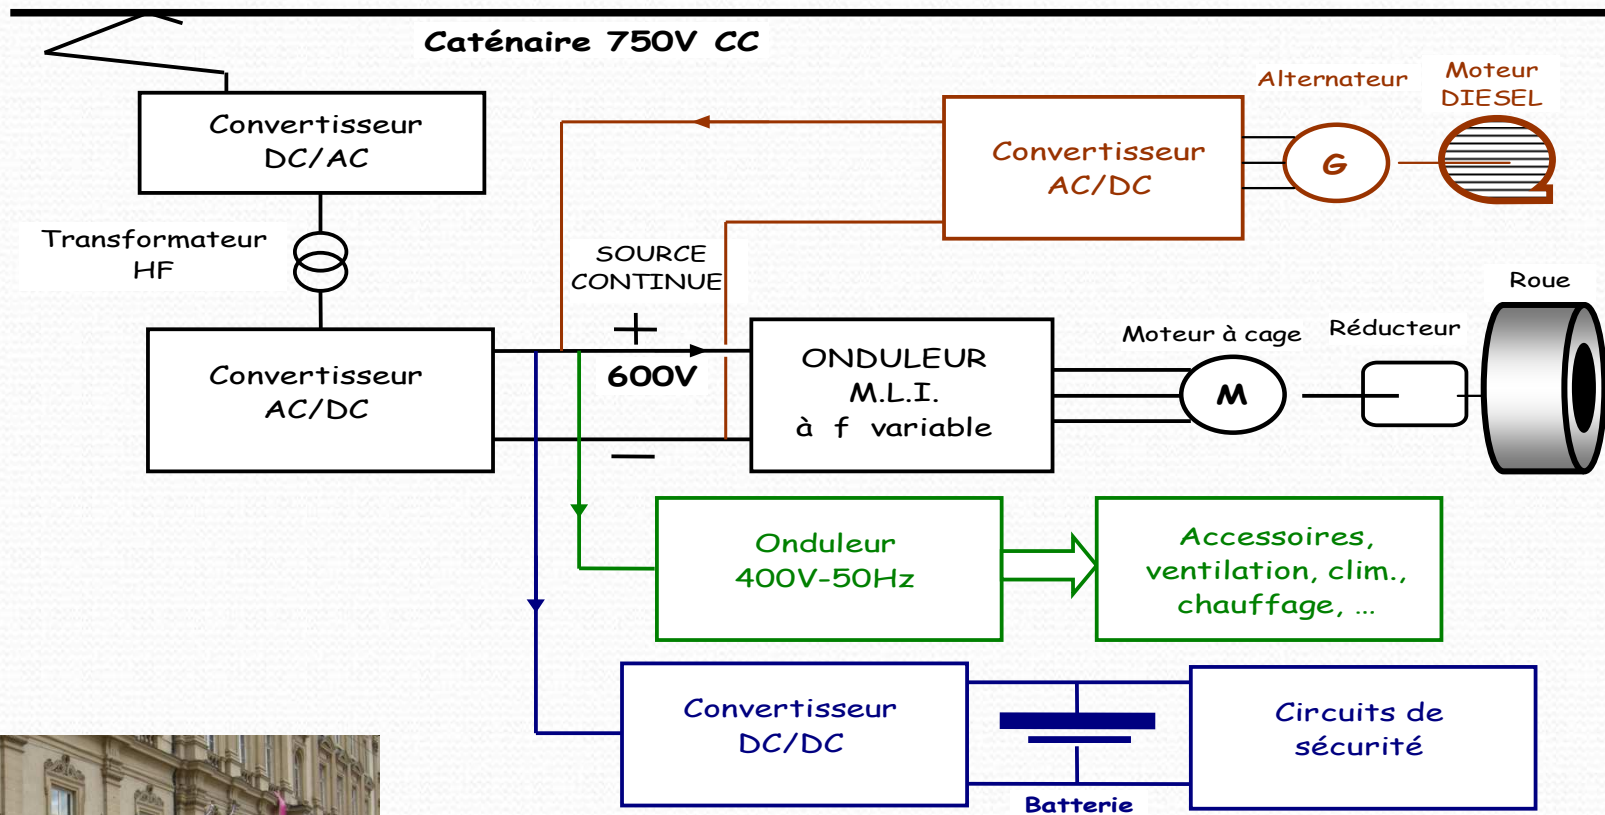 Caténaire 750V CC
Convertisseur
DC/AC
Alternateur
Moteur
DIESEL
Convertisseur
AC/DC
G
Transformateur
HF
SOURCE
CONTINUE
Roue
+
600V
Convertisseur
AC/DC
ONDULEUR
M.L.I.
à f variable
Moteur à cage
M
Réducteur
Onduleur
400V-50Hz
Accessoires,
ventilation, clim.,
chauffage, ...
Convertisseur
DC/DC
Batterie
Circuits de
sécurité